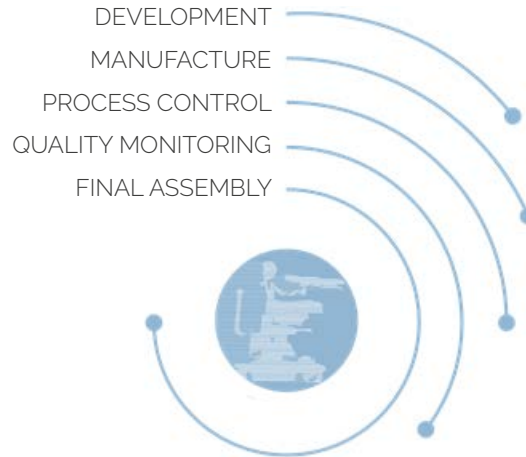 DEVELOPMENT
MANUFACTURE
PROCESS CONTROL
QUALITY MONITORING
FINAL ASSEMBLY